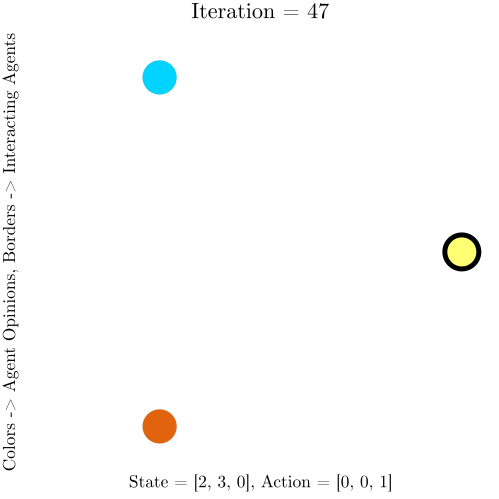 Iteration = 47
Colors -> Agent Opinions, Borders -> Interacting Agents
State = [2, 3, 0], Action = [0, 0, 1]